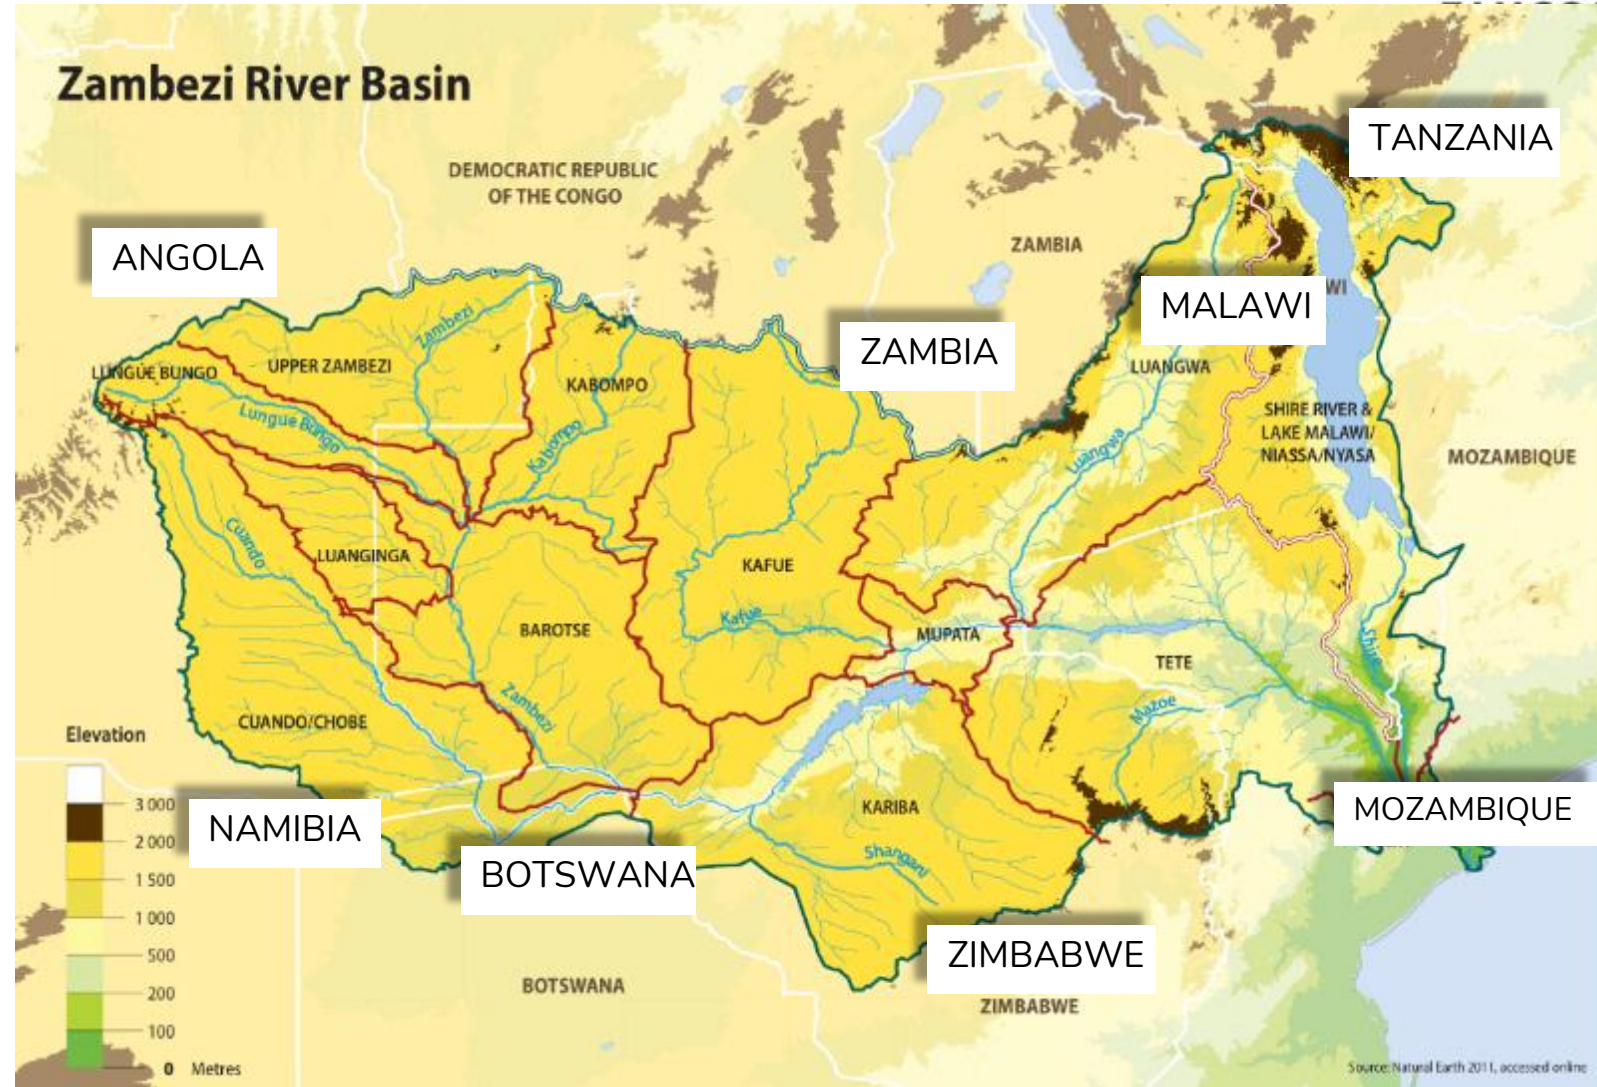 Zambezi River Basin
TANZANIA
DEMOCRATIC REPUBLIC
OF THE CONGO
ZAMBIA
ANGOLA
WI
MALAWI
Zambezi
ZAMBIA
LUNGUE BUNGO
UPPER ZAMBEZI
KABOMPO
LUANGWA
Lungue Bungo
Kabompo
Luangwa
SHIRE RIVER &
LAKE MALAWI/
NIASSA/NYASA
MOZAMBIQUE
Cuando
LUANGINGA
KAFUE
Kafue
BAROTSE
MUPATA
TETE
Shire
Zambezi
Mazoe
CUANDO/CHOBE
Elevation
3 000
2 000
1 500
1 000
500
200
100
0 Metres
NAMIBIA
KARIBA
MOZAMBIQUE
BOTSWANA
Shangani
ZIMBABWE
BOTSWANA
ZIMBABWE
Source: Natural Earth 2011, accessed online